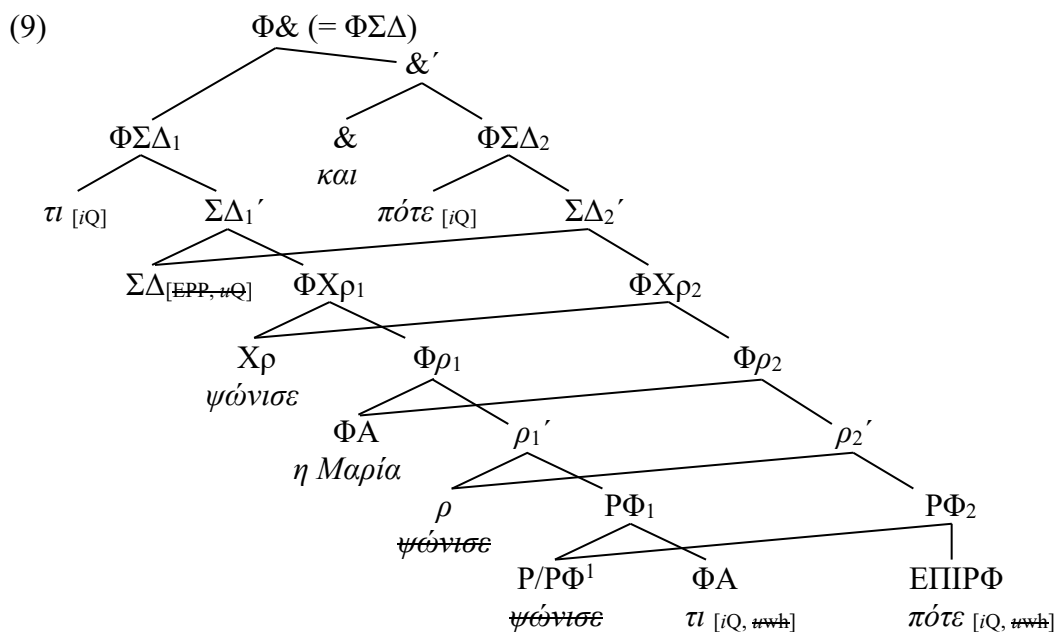 (9) Φ& (= ΦΣΔ)
&´
ΦΣΔ₁ & ΦΣΔ₂
και
τι [iQ] ΣΔ₁´ πότε [iQ] ΣΔ₂´
ΣΔ[EPP, uQ] ΦΧρ₁ ΦΧρ₂
Χρ Φρ₁ Φρ₂
ψώνισε
ΦΑ ρ₁´ ρ₂´
η Μαρία
ρ ΡΦ₁ ΡΦ₂
ψώνισε
Ρ/ΡΦ¹ ΦΑ ΕΠΙΡΦ
ψώνισε τι [iQ, uwh] πότε [iQ, uwh]